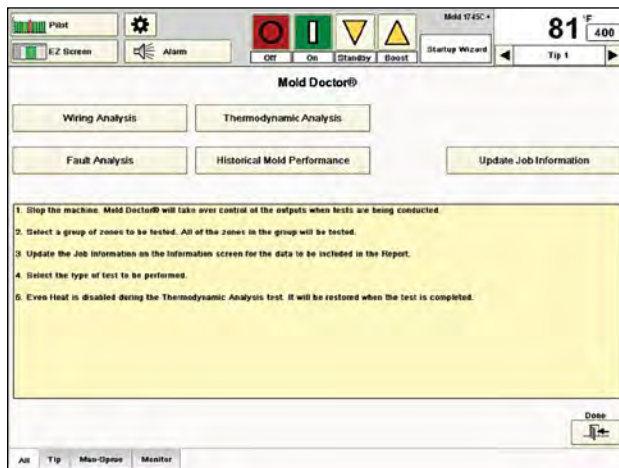 Pilot
EZ Screen
Alarm
Off
On
Standby
Boost
Mold 1745C +
Startup Wizard
81 °F
400
Tip 1
Mold Doctor®
Wiring Analysis
Thermodynamic Analysis
Fault Analysis
Historical Mold Performance
Update Job Information
1. Stop the machine. Mold Doctor® will take over control of the outputs when tests are being conducted.
2. Select a group of zones to be tested. All of the zones in the group will be tested.
3. Update the Job Information on the Information screen for the data to be included in the Report.
4. Select the type of test to be performed.
5. Even Heat is disabled during the Thermodynamic Analysis test. It will be restored when the test is completed.
Done
All
Tip
Monitor